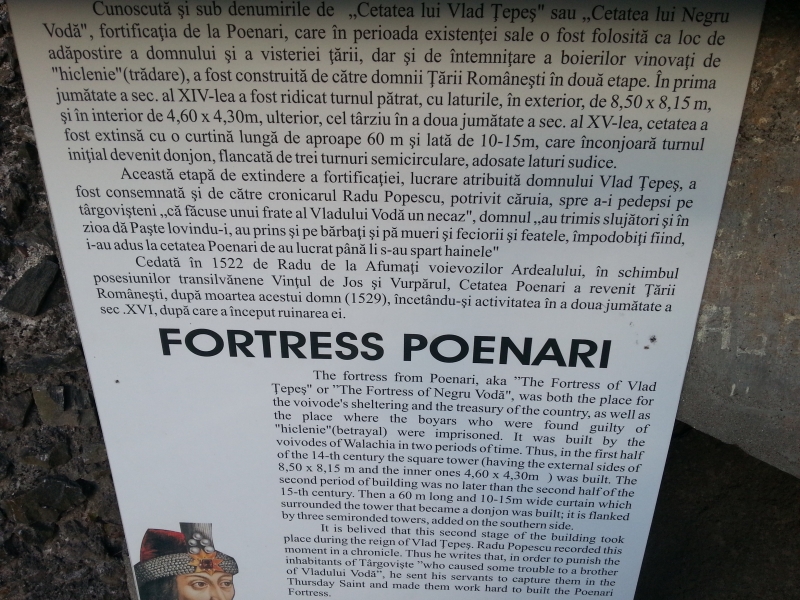 Cunoscută şi sub denumirile de „Cetatea lui Vlad Ţepeş" sau „Cetatea lui Negru
Vodă", fortificaţia de la Poenari, care în perioada existenţei sale o fost folosită ca loc de
adăpostire a domnului şi a visteriei ţării, dar şi de întemniţare a boierilor vinovaţi de
"hiclenie"(trădare), a fost construită de către domnii Ţării Româneşti în două etape. În prima
jumătate a sec. al XIV-lea a fost ridicat turnul pătrat, cu laturile, în exterior, de 8,50 x 8,15 m,
şi în interior de 4,60 x 4,30m, ulterior, cel târziu în a doua jumătate a sec. al XV-lea, cetatea a
fost extinsă cu o curtină lungă de aproape 60 m şi lată de 10-15m, care înconjoară turnul
iniţial devenit donjon, flancată de trei turnuri semicirculare, adosate laturi sudice.
Această etapă de extindere a fortificaţiei, lucrare atribuită domnului Vlad Ţepeş, a
fost consemnată şi de către cronicarul Radu Popescu, potrivit căruia, spre a-i pedepsi pe
târgovişteni „că făcuse unui frate al Vladului Vodă un necaz", domnul „au trimis slujători şi în
zioa dă Paşte lovindu-i, au prins şi pe bărbaţi şi pă mueri şi feciorii şi featele, împodobiţi fiind,
i-au adus la cetatea Poenari de au lucrat până li s-au spart hainele"
Cedată în 1522 de Radu de la Afumaţi voievozilor Ardealului, în schimbul
posesiunilor transilvănene Vinţul de Jos şi Vurpărul, Cetatea Poenari a revenit Ţării
Româneşti, după moartea acestui domn (1529), încetându-şi activitatea în a doua jumătate a
sec .XVI, după care a început ruinarea ei.
FORTRESS POENARI
The fortress from Poenari, aka ”The Fortress of Vlad
Ţepeş" or ”The Fortress of Negru Vodă", was both the place for
the voivode's sheltering and the treasury of the country, as well as
the place where the boyars who were found guilty of
"hiclenie"(betrayal) were imprisoned. It was built by the
voivodes of Walachia in two periods of time. Thus, in the first half
of the 14-th century the square tower (having the external sides of
8,50 x 8,15 m and the inner ones 4,60 x 4,30m ) was built. The
second period of building was no later than the second half of the
15-th century. Then a 60 m long and 10-15m wide curtain which
surrounded the tower that became a donjon was built; it is flanked
by three semironded towers, added on the southern side.
It is belived that this second stage of the building took
place during the reign of Vlad Ţepeş. Radu Popescu recorded this
moment in a chronicle. Thus he writes that, in order to punish the
inhabitants of Târgovişte ”who caused some trouble to a brother
of Vladului Vodă”, he sent his servants to capture them in the
Thursday Saint and made them work hard to built the Poenari
Fortress.